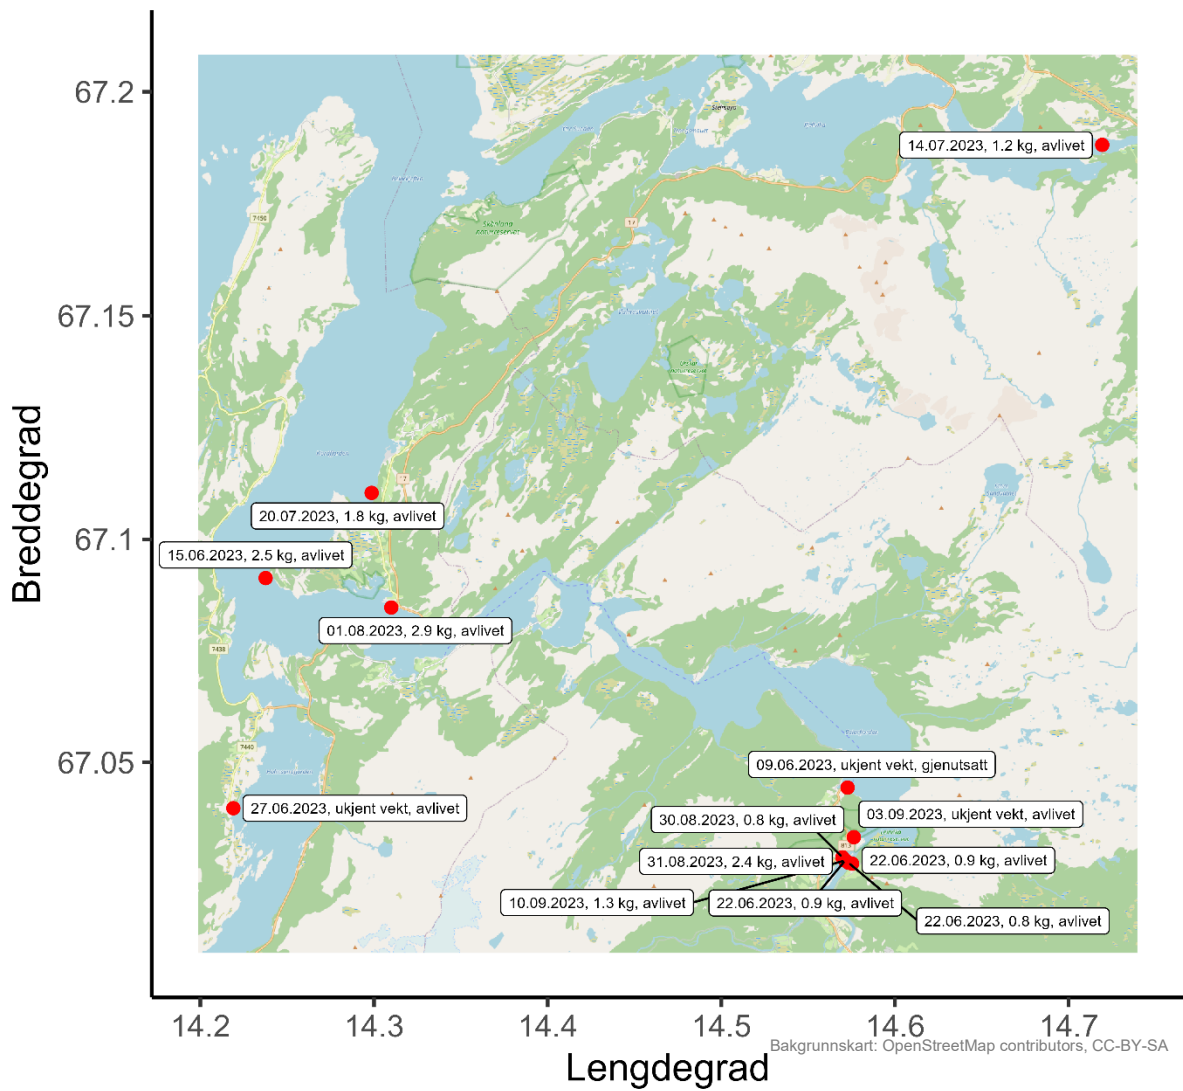 67.2
67.15
67.1
67.05
Breddegrad
14.07.2023, 1.2 kg, avlivet
7456
17
20.07.2023, 1.8 kg, avlivet
17
15.06.2023, 2.5 kg, avlivet
01.08.2023, 2.9 kg, avlivet
7438
7440
09.06.2023, ukjent vekt, gjenutsatt
27.06.2023, ukjent vekt, avlivet
30.08.2023, 0.8 kg, avlivet
03.09.2023, ukjent vekt, avlivet
813
31.08.2023, 2.4 kg, avlivet
22.06.2023, 0.9 kg, avlivet
10.09.2023, 1.3 kg, avlivet
22.06.2023, 0.9 kg, avlivet
22.06.2023, 0.8 kg, avlivet
14.2 14.3 14.4 14.5 14.6 14.7
Bakgrunnskart: OpenStreetMap contributors, CC-BY-SA
Lengdegrad